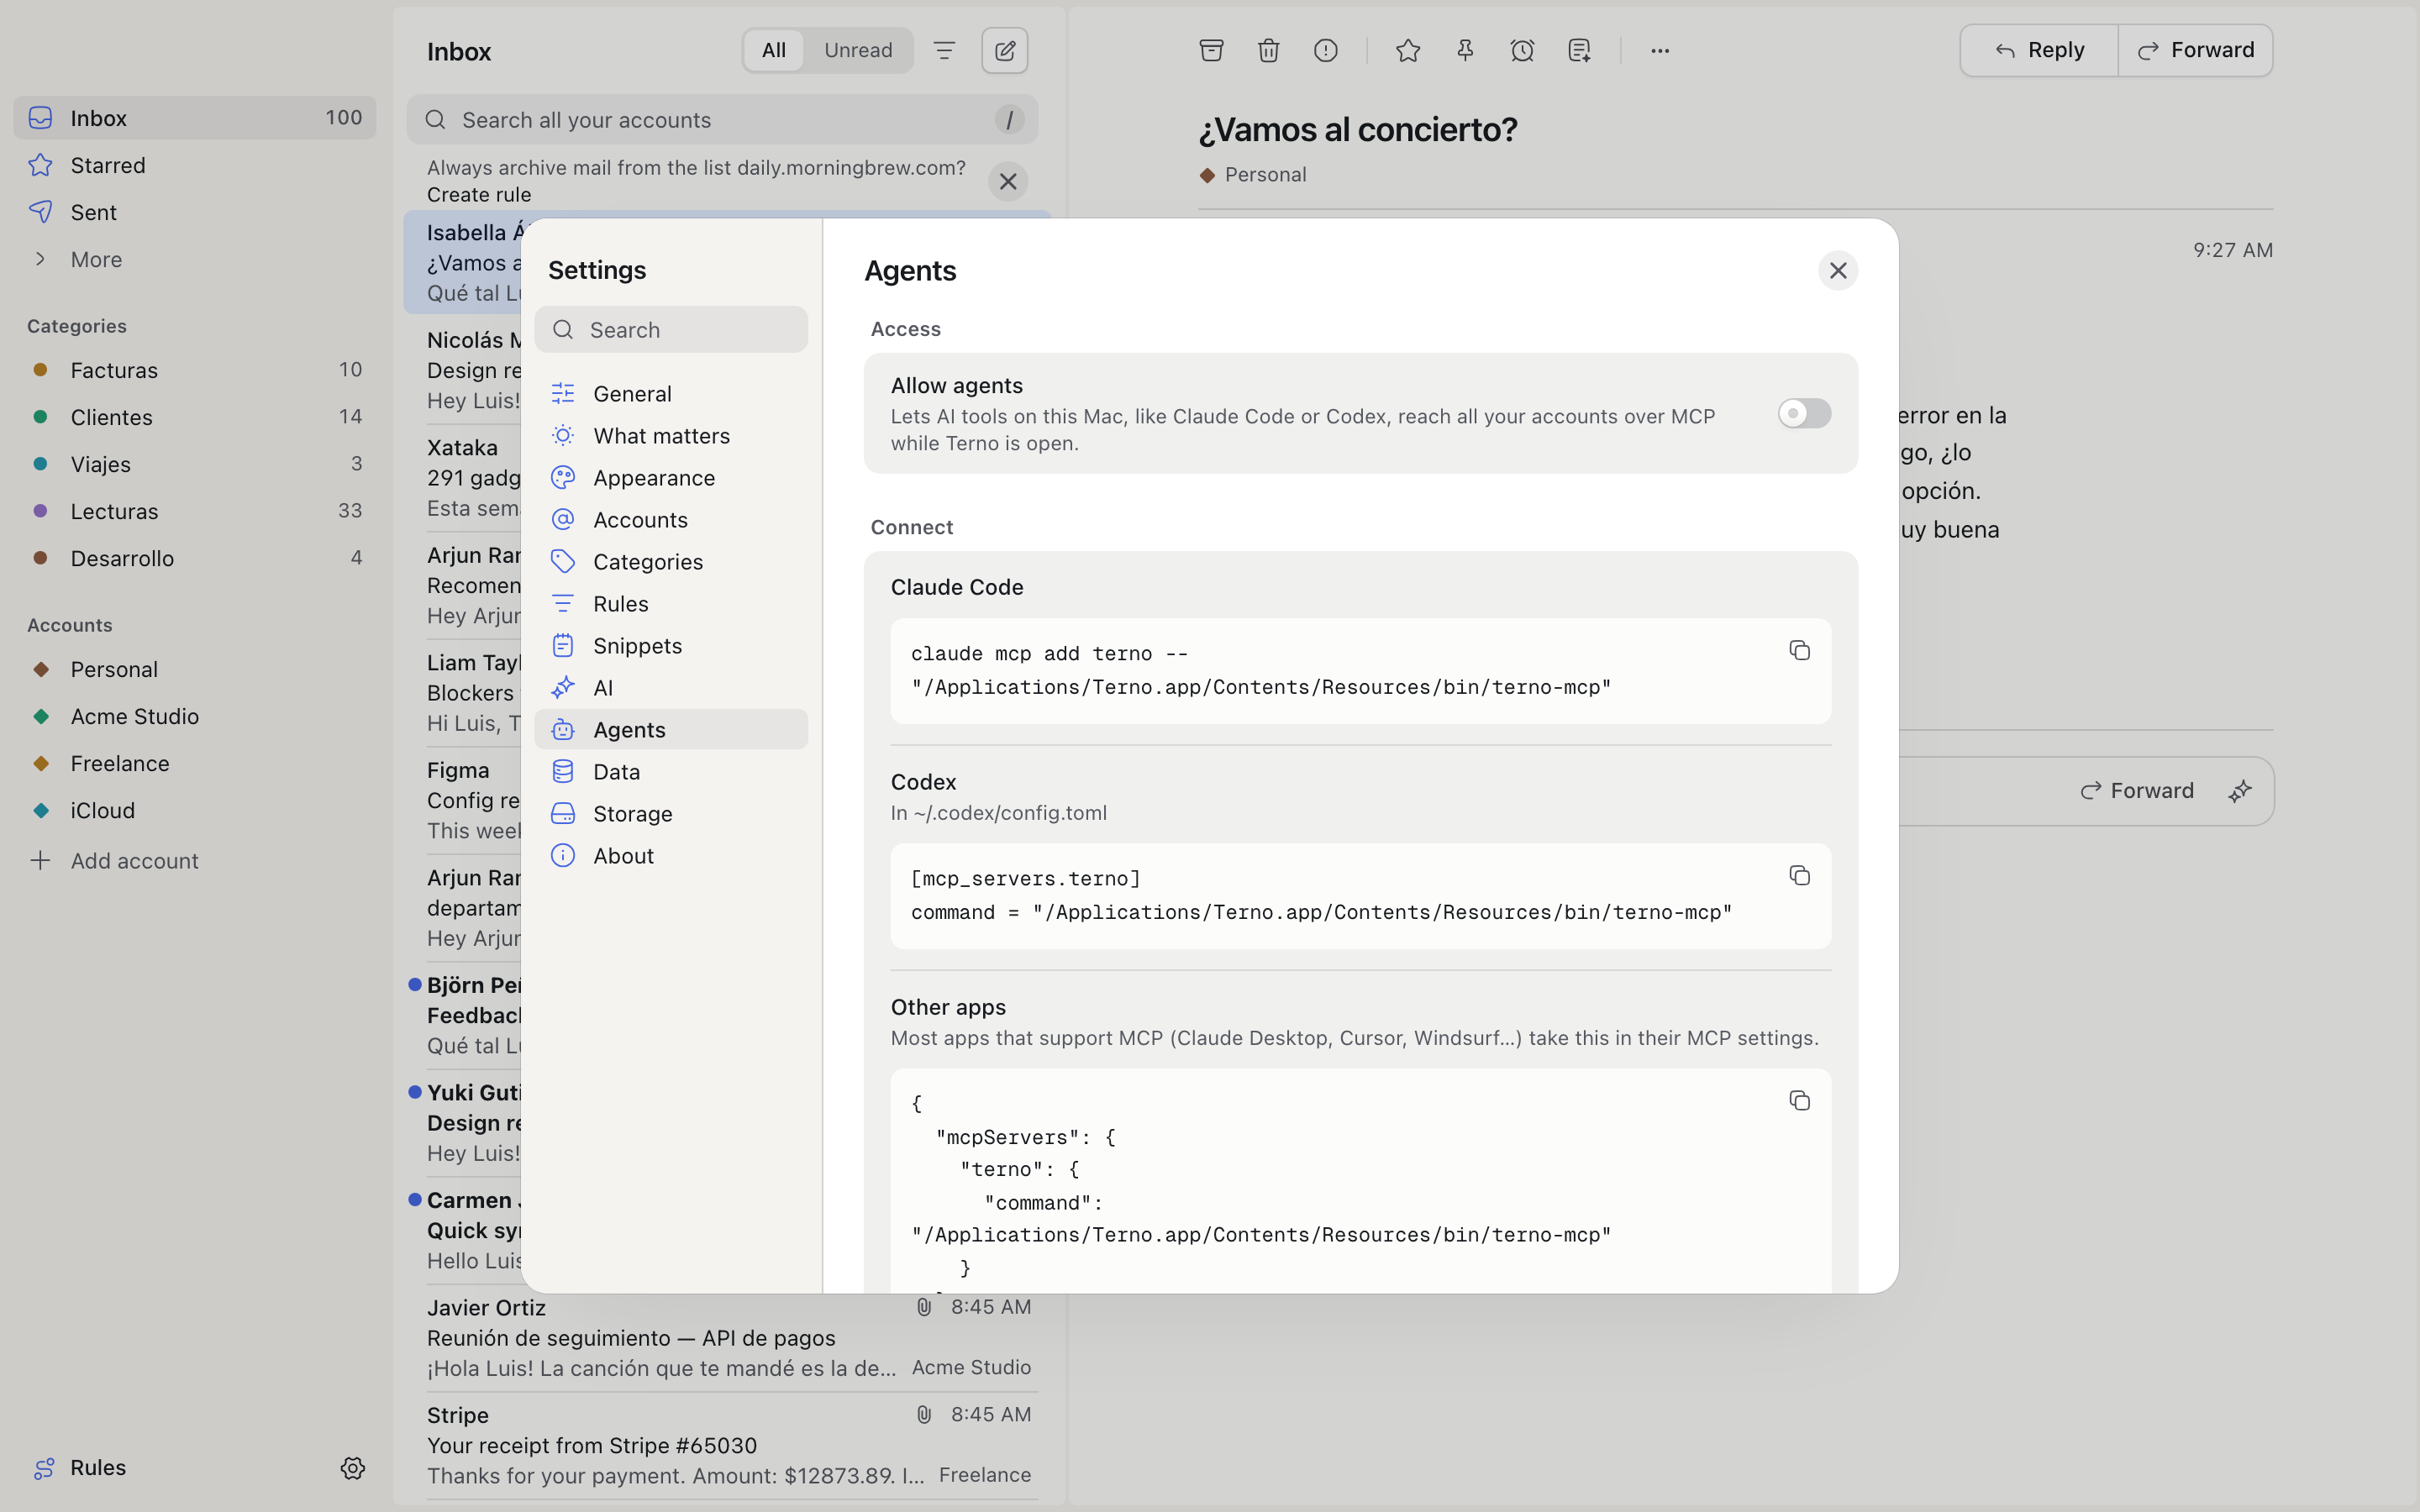 Inbox 100
Starred
Sent
More
Categories
Facturas 10
Clientes 14
Viajes 3
Lecturas 33
Desarrollo 4
Accounts
Personal
Acme Studio
Freelance
iCloud
Add account
Rules
Inbox
All Unread
Search all your accounts /
Always archive mail from the list daily.morningbrew.com?
Create rule
Isabella
¿Vamos
Qué tal
Nicolás
Design
Hey Luis!
Xataka
291
Esta
Arjun
Hey
Liam
Blockers
Hi Luis,
Figma
Config
This
Arjun
Hey
Björn
Qué tal
Yuki
Design
Hey Luis!
Carmen
Quick
Hello
Javier Ortiz 8:45 AM
Reunión de seguimiento — API de pagos
¡Hola Luis! La canción que te mandé es la de... Acme Studio
Stripe 8:45 AM
Your receipt from Stripe #65030
Thanks for your payment. Amount: $12873.89. I... Freelance
Reply Forward
¿Vamos al concierto?
Personal
9:27 AM
error en la
¿lo
opción.
buena
Forward
Settings
Search
General
What matters
Appearance
Accounts
Categories
Rules
Snippets
AI
Agents
Data
Storage
About
Agents
Access
Allow agents
Lets AI tools on this Mac, like Claude Code or Codex, reach all your accounts over MCP
while Terno is open.
Connect
Claude Code
claude mcp add terno --
"/Applications/Terno.app/Contents/Resources/bin/terno-mcp"
Codex
In ~/.codex/config.toml
[mcp_servers.terno]
command = "/Applications/Terno.app/Contents/Resources/bin/terno-mcp"
Other apps
Most apps that support MCP (Claude Desktop, Cursor, Windsurf...) take this in their MCP settings.
{
"mcpServers": {
"terno": {
"command":
"/Applications/Terno.app/Contents/Resources/bin/terno-mcp"
}